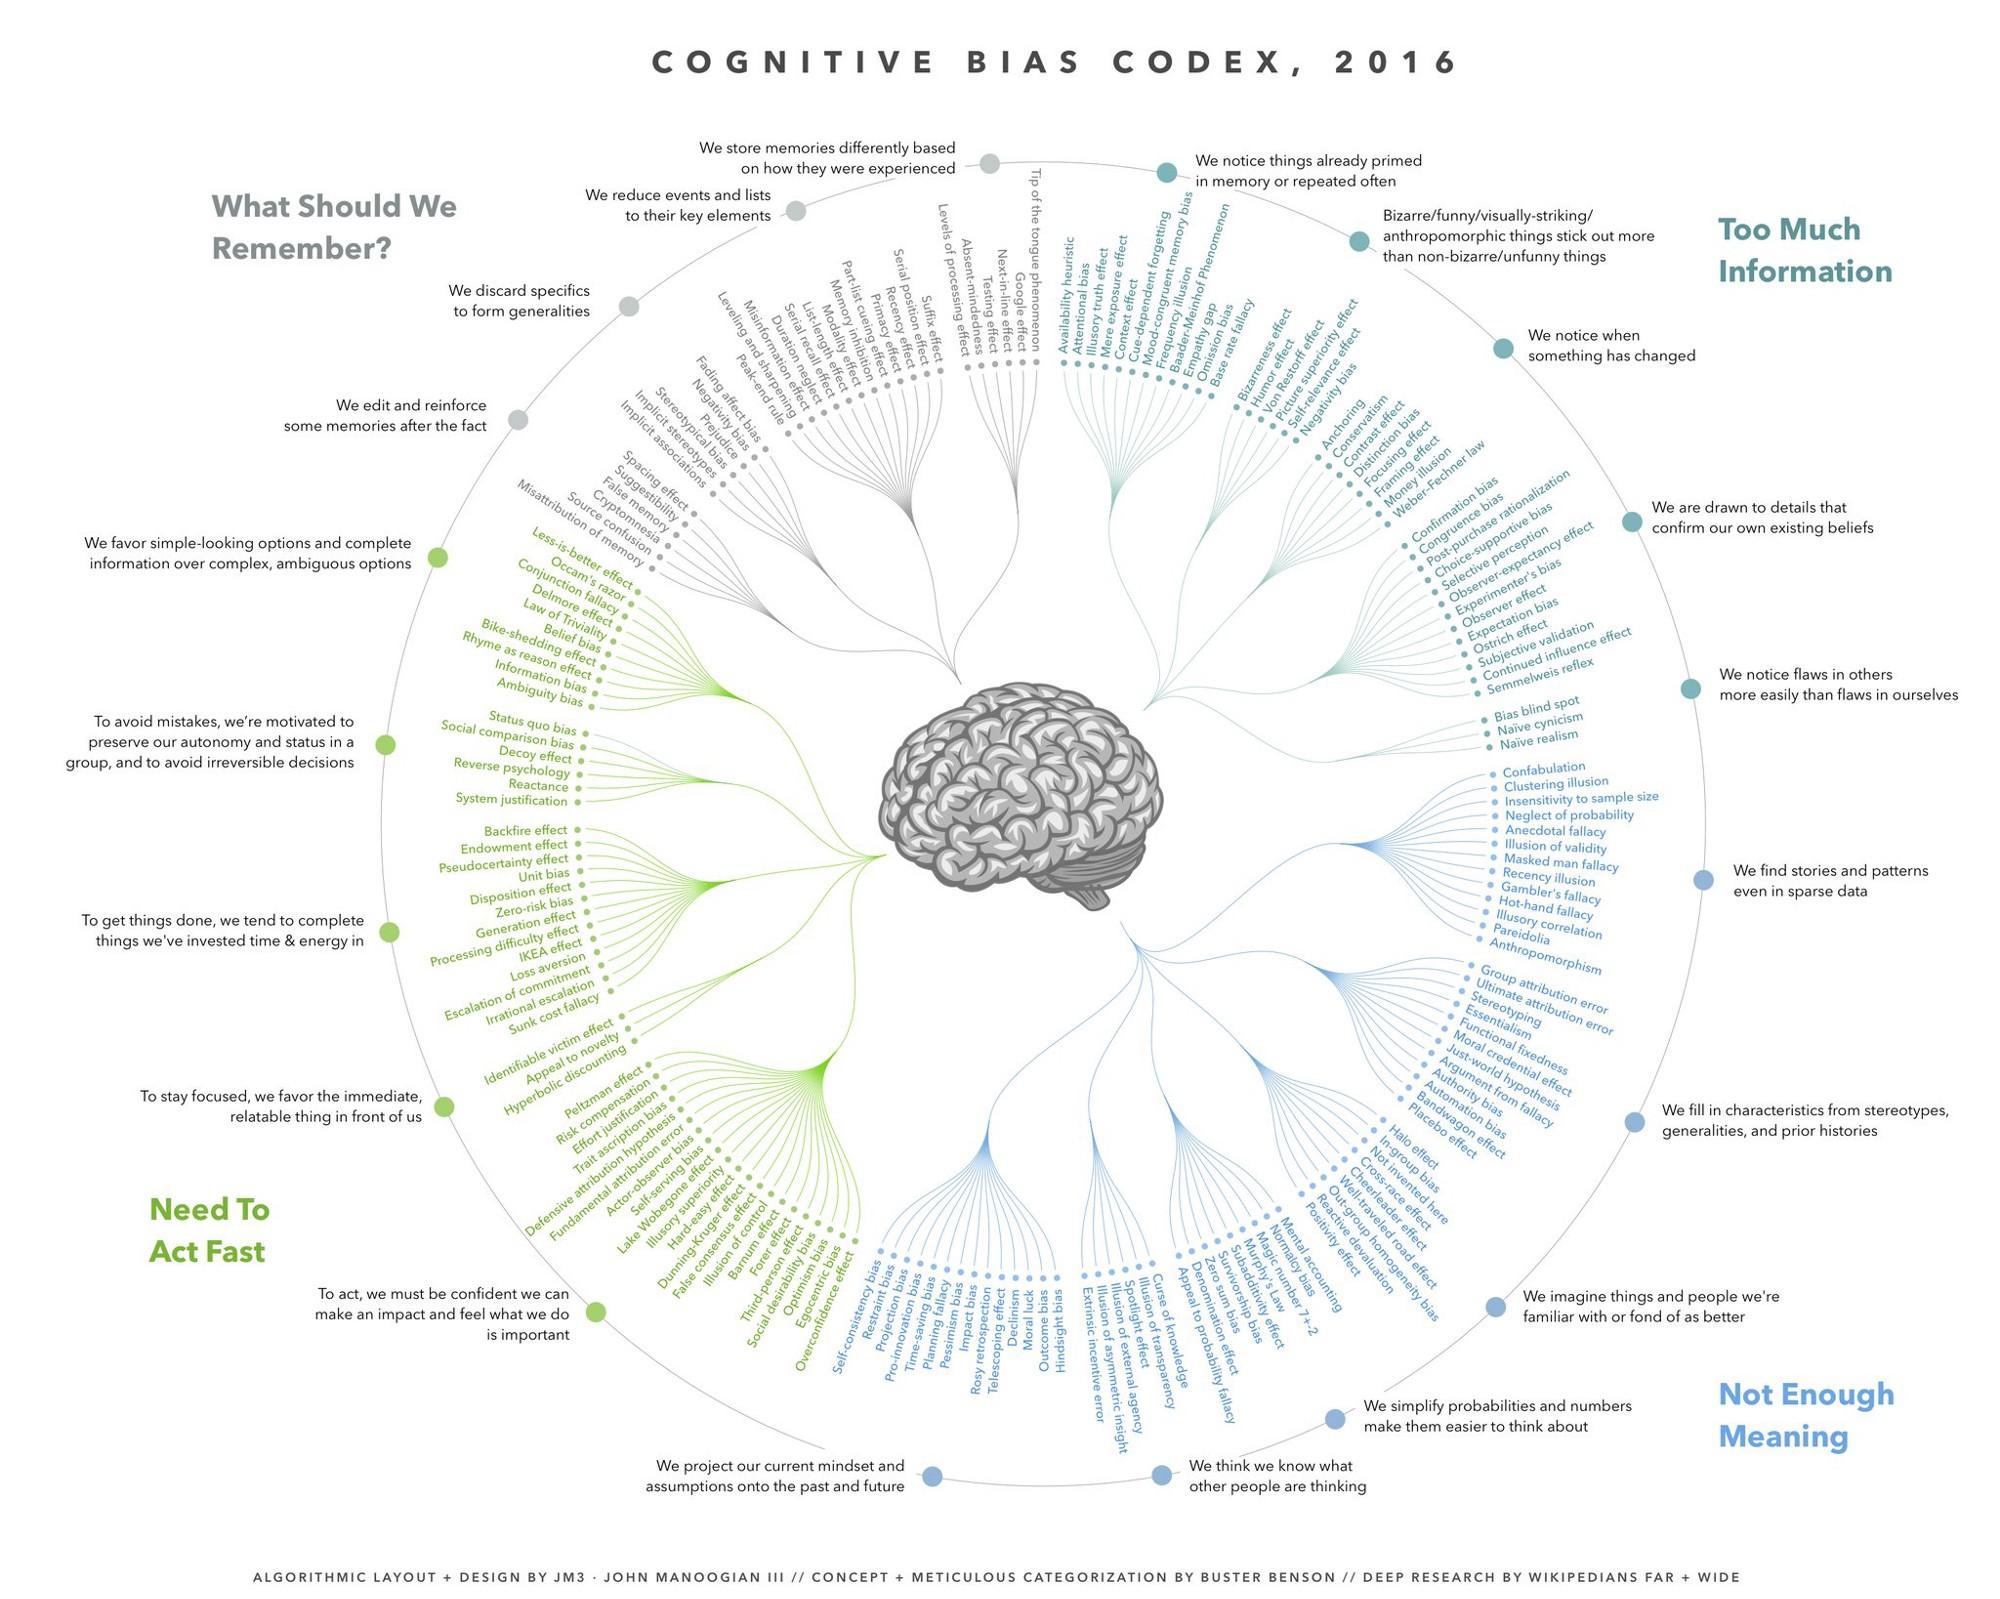 COGNITIVE BIAS CODEX, 2016
What Should We
Remember?
Too Much
Information
Need To
Act Fast
Not Enough
Meaning
We store memories differently based
on how they were experienced
We reduce events and lists
to their key elements
We discard specifics
to form generalities
We edit and reinforce
some memories after the fact
We favor simple-looking options and complete
information over complex, ambiguous options
To avoid mistakes, we're motivated to
preserve our autonomy and status in a
group, and to avoid irreversible decisions
To get things done, we tend to complete
things we've invested time & energy in
To stay focused, we favor the immediate,
relatable thing in front of us
To act, we must be confident we can
make an impact and feel what we do
is important
We project our current mindset and
assumptions onto the past and future
We think we know what
other people are thinking
We simplify probabilities and numbers
make them easier to think about
We imagine things and people we're
familiar with or fond of as better
We fill in characteristics from stereotypes,
generalities, and prior histories
We find stories and patterns
even in sparse data
We notice flaws in others
more easily than flaws in ourselves
We are drawn to details that
confirm our own existing beliefs
We notice when
something has changed
Bizarre/funny/visually-striking/
anthropomorphic things stick out more
than non-bizarre/unfunny things
We notice things already primed
in memory or repeated often
Availability heuristic
Attentional bias
Illusory truth effect
Mere exposure effect
Context effect
Cue-dependent forgetting
Mood-congruent memory bias
Frequency illusion
Baader-Meinhof Phenomenon
Empathy gap
Omission bias
Base rate fallacy
Bizarreness effect
Humor effect
Von Restorff effect
Picture superiority effect
Self-relevance effect
Negativity bias
Anchoring
Conservatism
Contrast effect
Distinction bias
Focusing effect
Framing effect
Money illusion
Weber-Fechner law
Confirmation bias
Congruence bias
Post-purchase rationalization
Choice-supportive bias
Selective perception
Observer-expectancy effect
Experimenter's bias
Observer effect
Expectation bias
Ostrich effect
Subjective validation
Continued influence effect
Semmelweis reflex
Bias blind spot
Naïve cynicism
Naïve realism
Confabulation
Clustering illusion
Insensitivity to sample size
Neglect of probability
Anecdotal fallacy
Illusion of validity
Masked man fallacy
Recency illusion
Gambler's fallacy
Hot-hand fallacy
Illusory correlation
Pareidolia
Anthropomorphism
Group attribution error
Ultimate attribution error
Stereotyping
Essentialism
Functional fixedness
Moral credential effect
Just-world hypothesis
Argument from fallacy
Authority bias
Automation bias
Bandwagon effect
Placebo effect
Halo effect
In-group bias
Not invented here
Cross-race effect
Cheerleader effect
Well-traveled road effect
Out-group homogeneity bias
Reactive devaluation
Positivity effect
Mental accounting
Normalcy bias
Magic number 7+-2
Murphy's Law
Subadditivity effect
Survivorship bias
Zero sum bias
Denomination effect
Appeal to probability fallacy
Curse of knowledge
Illusion of transparency
Spotlight effect
Illusion of external agency
Illusion of asymmetric insight
Extrinsic incentive error
Hindsight bias
Outcome bias
Moral luck
Declinism
Telescoping effect
Rosy retrospection
Impact bias
Pessimism bias
Planning fallacy
Time-saving bias
Pro-innovation bias
Projection bias
Restraint bias
Self-consistency bias
Overconfidence effect
Egocentric bias
Optimism bias
Social desirability bias
Third-person effect
Forer effect
Barnum effect
Illusion of control
False consensus effect
Dunning-Kruger effect
Hard-easy effect
Illusory superiority
Lake Wobegone effect
Self-serving bias
Actor-observer bias
Fundamental attribution error
Defensive attribution hypothesis
Trait ascription bias
Effort justification
Risk compensation
Peltzman effect
Hyperbolic discounting
Appeal to novelty
Identifiable victim effect
Sunk cost fallacy
Irrational escalation
Escalation of commitment
Loss aversion
IKEA effect
Processing difficulty effect
Generation effect
Zero-risk bias
Disposition effect
Unit bias
Pseudocertainty effect
Endowment effect
Backfire effect
System justification
Reactance
Reverse psychology
Decoy effect
Social comparison bias
Status quo bias
Ambiguity bias
Information bias
Rhyme as reason effect
Bike-shedding effect
Belief bias
Law of Triviality
Delmore effect
Conjunction fallacy
Occam's razor
Less-is-better effect
Misattribution of memory
Source confusion
Cryptomnesia
False memory
Suggestibility
Spacing effect
Implicit associations
Implicit stereotypes
Stereotypical bias
Prejudice
Negativity bias
Fading affect bias
Peak-end rule
Leveling and sharpening
Misinformation effect
Duration neglect
Serial recall effect
List-length effect
Modality effect
Memory inhibition
Part-list cueing effect
Primacy effect
Recency effect
Serial position effect
Suffix effect
Levels of processing effect
Absent-mindedness
Testing effect
Next-in-line effect
Google effect
Tip of the tongue phenomenon
ALGORITHMIC LAYOUT + DESIGN BY JM3 · JOHN MANOOGIAN III // CONCEPT + METICULOUS CATEGORIZATION BY BUSTER BENSON // DEEP RESEARCH BY WIKIPEDIANS FAR + WIDE